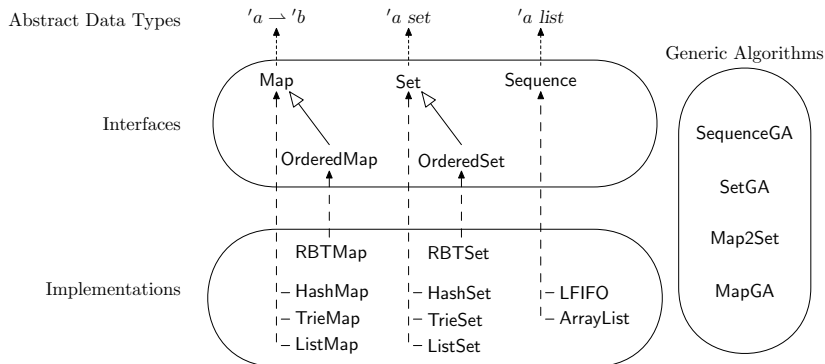 Abstract Data Types 'a ⇀ 'b 'a set 'a list
Generic Algorithms
Map Set Sequence
Interfaces
SequenceGA
OrderedMap OrderedSet
SetGA
Map2Set
RBTMap RBTSet
Implementations HashMap HashSet LFIFO MapGA
TrieMap TrieSet ArrayList
ListMap ListSet